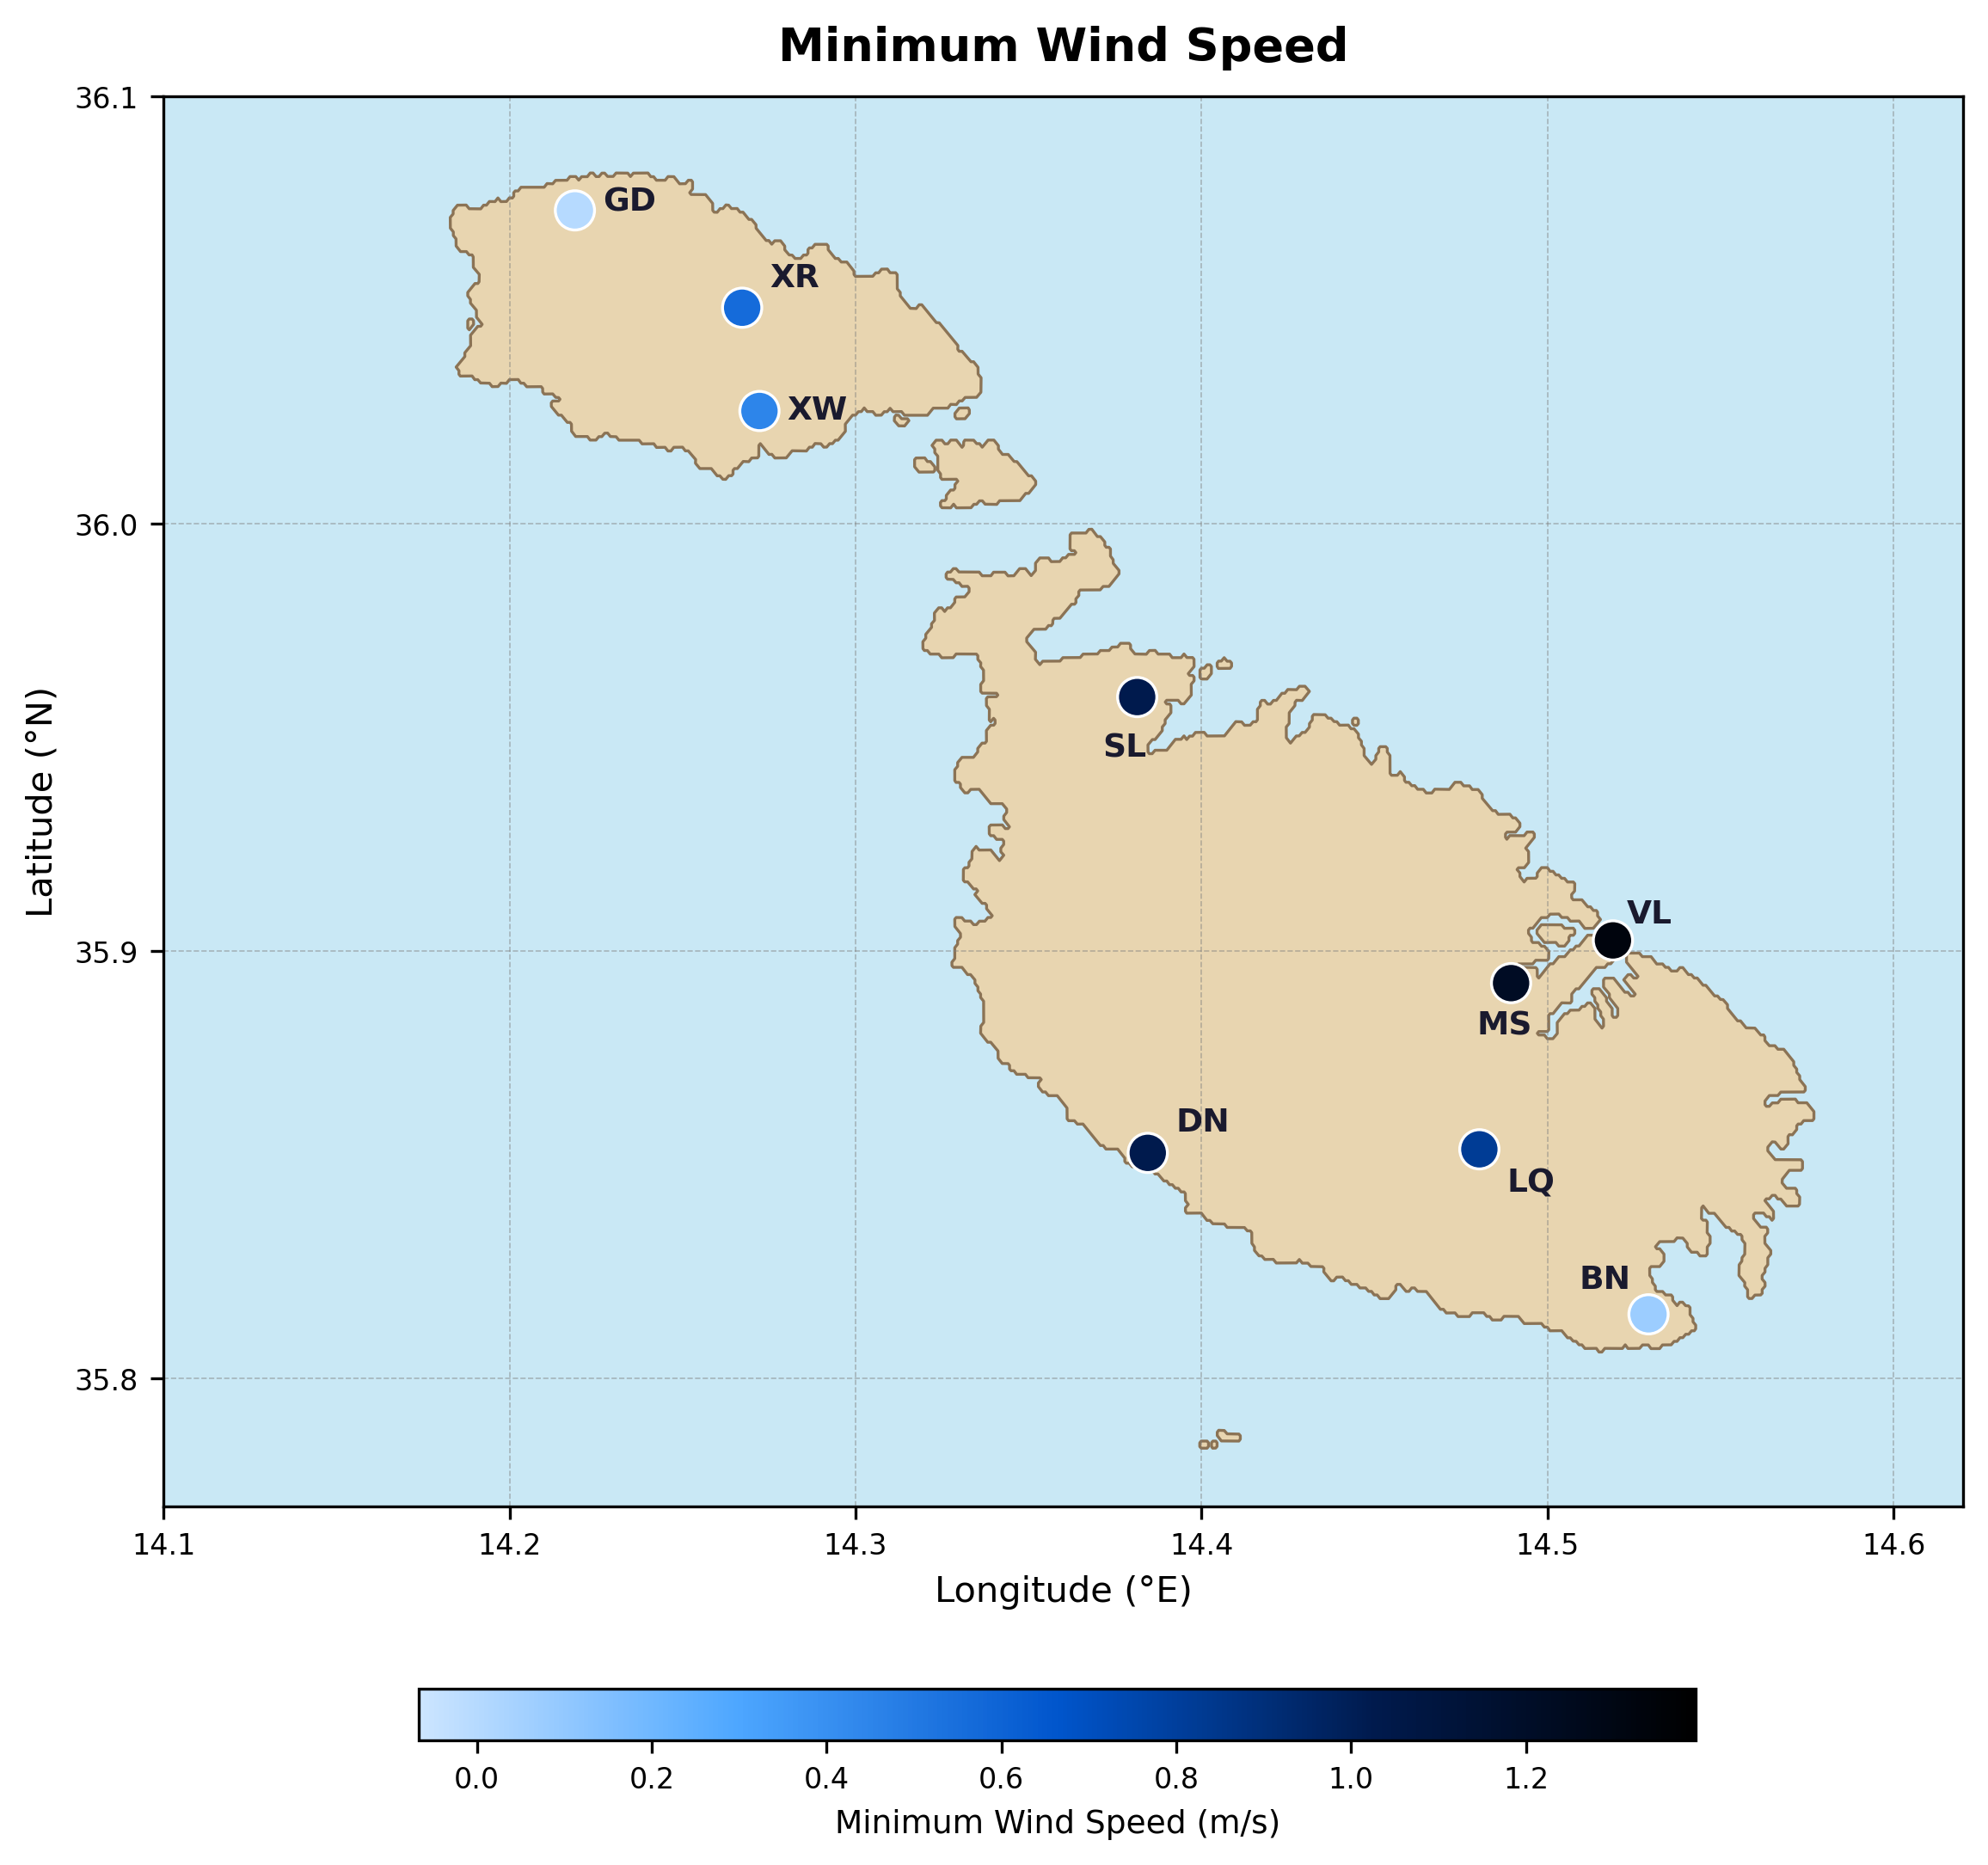 Minimum Wind Speed
36.1
36.0
35.9
35.8
Latitude (°N)
GD
XR
XW
SL
VL
MS
DN
LQ
BN
14.1 14.2 14.3 14.4 14.5 14.6
Longitude (°E)
0.0 0.2 0.4 0.6 0.8 1.0 1.2
Minimum Wind Speed (m/s)